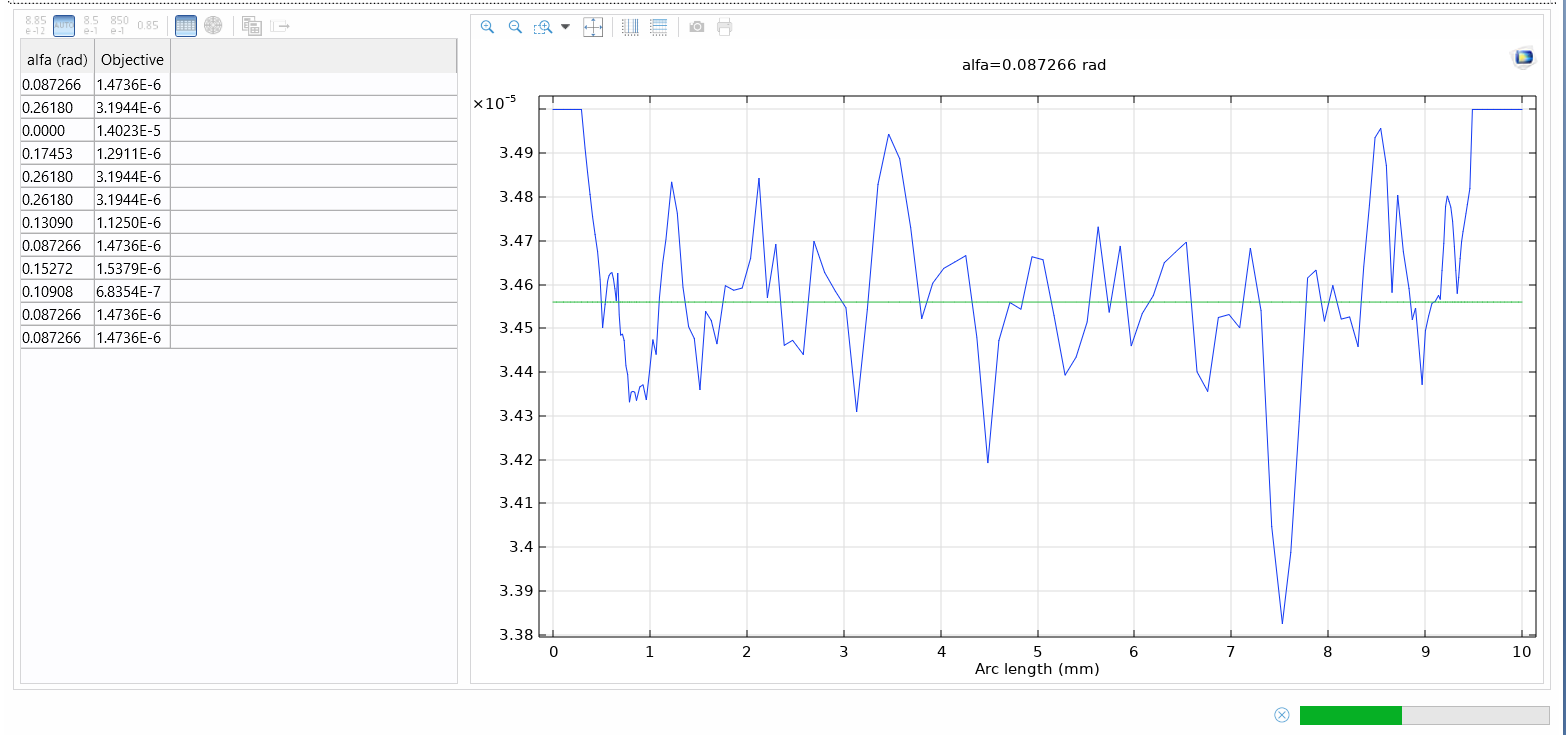 8.85 e-12 AUTO 8.5 e-1 850 e-1 0.85
alfa (rad) Objective
0.087266 1.4736E-6
0.26180 3.1944E-6
0.0000 1.4023E-5
0.17453 1.2911E-6
0.26180 3.1944E-6
0.26180 3.1944E-6
0.13090 1.1250E-6
0.087266 1.4736E-6
0.15272 1.5379E-6
0.10908 6.8354E-7
0.087266 1.4736E-6
0.087266 1.4736E-6
alfa=0.087266 rad
×10⁻⁵
3.49
3.48
3.47
3.46
3.45
3.44
3.43
3.42
3.41
3.4
3.39
3.38
0 1 2 3 4 5 6 7 8 9 10
Arc length (mm)